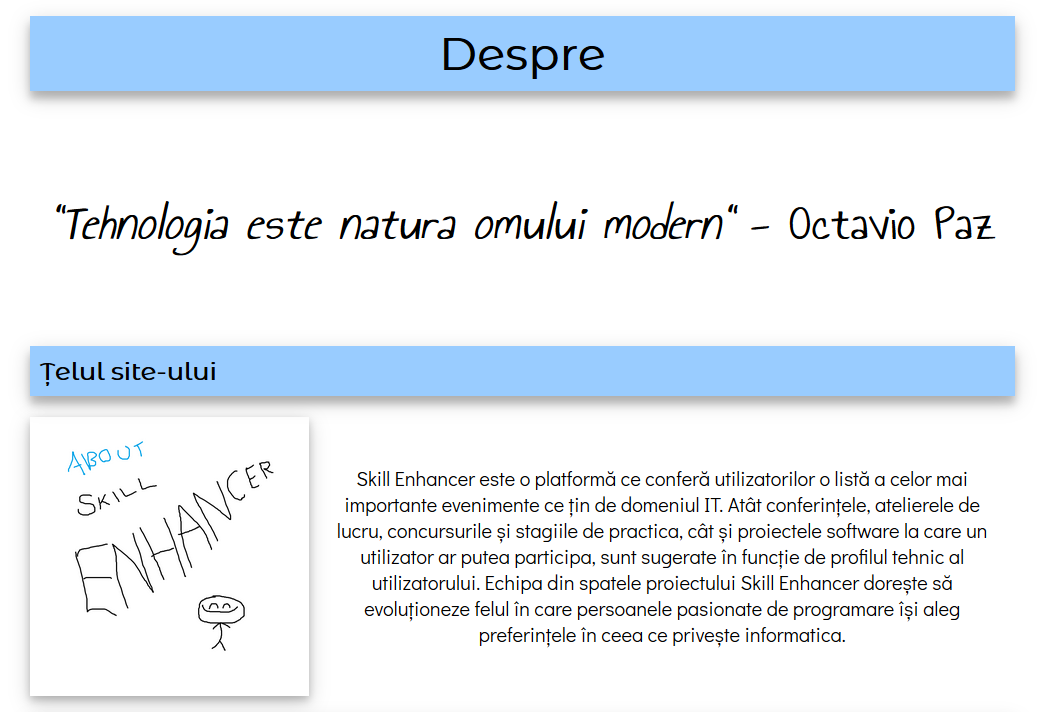 Despre
“Tehnologia este natura omului modern“ - Octavio Paz
Țelul site-ului
ABOUT
SKILL
ENHANCER
Skill Enhancer este o platformă ce conferă utilizatorilor o listă a celor mai
importante evenimente ce țin de domeniul IT. Atât conferințele, atelierele de
lucru, concursurile și stagiile de practica, cât și proiectele software la care un
utilizator ar putea participa, sunt sugerate în funcție de profilul tehnic al
utilizatorului. Echipa din spatele proiectului Skill Enhancer dorește să
evoluționeze felul în care persoanele pasionate de programare își aleg
preferințele în ceea ce privește informatica.